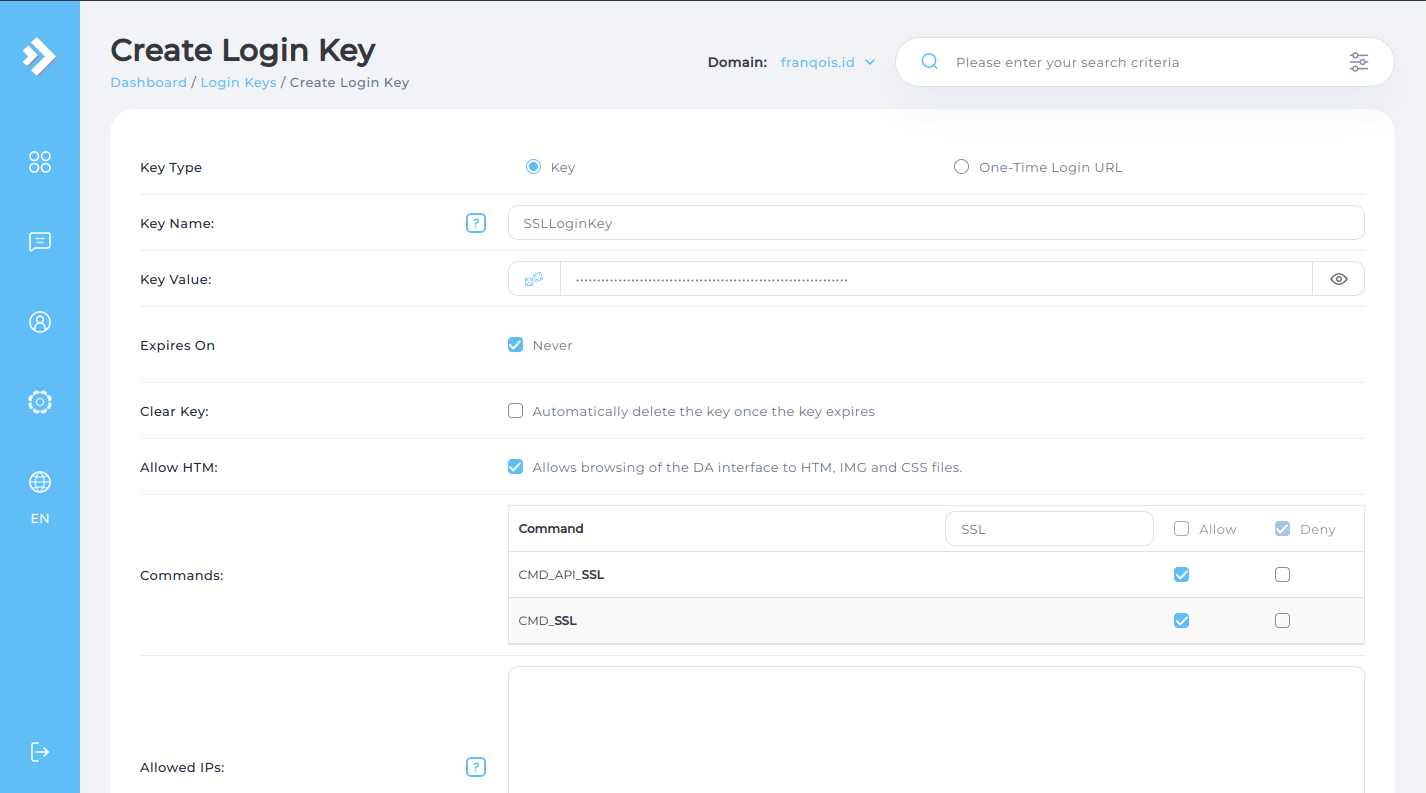 Create Login Key
Dashboard / Login Keys / Create Login Key
Domain: franqois.id
Please enter your search criteria
Key Type
Key
One-Time Login URL
Key Name:
?
SSLLoginKey
Key Value:
Expires On
Never
Clear Key:
Automatically delete the key once the key expires
Allow HTM:
Allows browsing of the DA interface to HTM, IMG and CSS files.
EN
Commands:
Command
SSL
Allow
Deny
CMD_API_SSL
CMD_SSL
Allowed IPs:
?